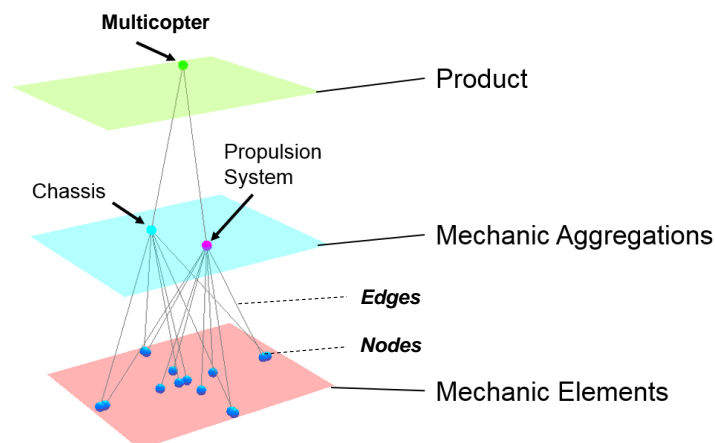 Multicopter
Product
Propulsion
System
Chassis
Mechanic Aggregations
Edges
Nodes
Mechanic Elements